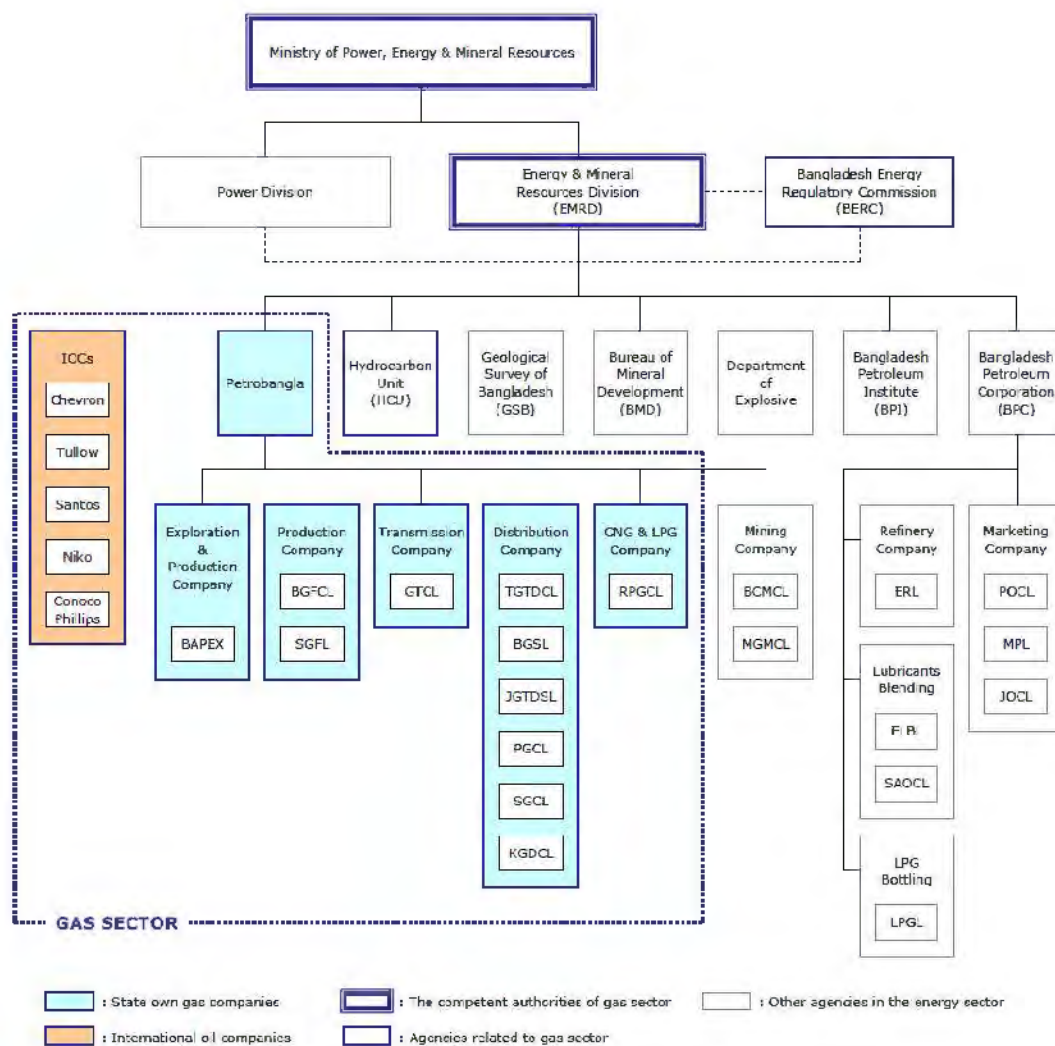 Ministry of Power, Energy & Mineral Resources
Power Division
Energy & Mineral
Resources Division
(EMRD)
Bangladesh Energy
Regulatory Commission
(BERC)
IOCs
Chevron
Tullow
Santos
Niko
Conoco
Phillips
Petrobangla
Hydrocarbon
Unit
(HCU)
Geological
Survey of
Bangladesh
(GSB)
Bureau of
Mineral
Development
(BMD)
Department
of
Explosive
Bangladesh
Petroleum
Institute
(BPI)
Bangladesh
Petroleum
Corporation
(BPC)
Exploration
&
Production
Company
BAPEX
Production
Company
BGFCL
SGFL
Transmission
Company
GTCL
Distribution
Company
TGTDCL
BGSL
JGTDSL
PGCL
SGCL
KGDCL
CNG & LPG
Company
RPGCL
Mining
Company
BCMCL
MGMCL
Refinery
Company
ERL
Lubricants
Blending
SAOCL
LPG
Bottling
LPGL
Marketing
Company
POCL
MPL
JOCL
GAS SECTOR
: State own gas companies
: The competent authorities of gas sector
: Other agencies in the energy sector
: International oil companies
: Agencies related to gas sector